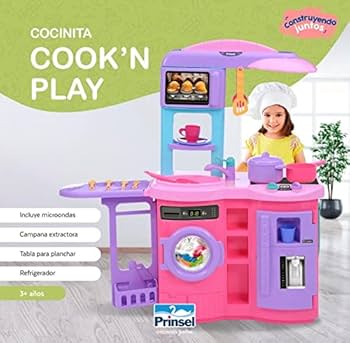 COCINITA
COOK'N
PLAY
Construyendo
juntos
Incluye microondas
Campana extractora
Tabla para planchar
Refrigerador
3+ años
Prinsel